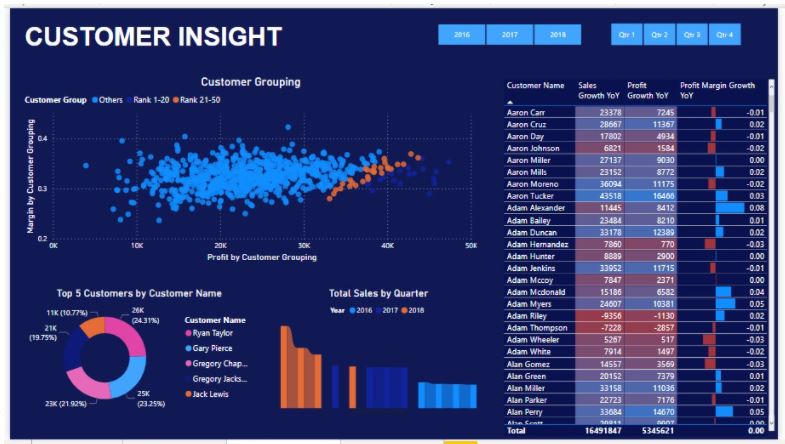 CUSTOMER INSIGHT
2016 2017 2018 Qtr 1 Qtr 2 Qtr 3 Qtr 4
Customer Grouping
Customer Group Others Rank 1-20 Rank 21-50
Margin by Customer Grouping
0.4
0.3
0.2
0K 10K 20K 30K 40K 50K
Profit by Customer Grouping
Top 5 Customers by Customer Name
11K (10.77%)
26K
(24.31%)
21K
(19.75%)
23K (21.92%)
25K
(23.25%)
Customer Name
Ryan Taylor
Gary Pierce
Gregory Chap...
Gregory Jacks...
Jack Lewis
Total Sales by Quarter
Year 2016 2017 2018
Customer Name Sales Growth YoY Profit Growth YoY Profit Margin Growth YoY
Aaron Carr 23378 7245 -0.01
Aaron Cruz 28667 11367 0.02
Aaron Day 17802 4934 -0.01
Aaron Johnson 6821 1584 -0.02
Aaron Miller 27137 9030 0.00
Aaron Mills 23152 8772 0.02
Aaron Moreno 36094 11175 -0.02
Aaron Tucker 43518 16466 0.03
Adam Alexander 11445 8412 0.08
Adam Bailey 23484 8210 0.01
Adam Duncan 33178 12389 0.02
Adam Hernandez 7860 770 -0.03
Adam Hunter 8889 2900 0.00
Adam Jenkins 33952 11715 -0.01
Adam Mccoy 7847 2371 0.00
Adam Mcdonald 15186 6582 0.04
Adam Myers 24607 10381 0.05
Adam Riley -9356 -1130 0.02
Adam Thompson -7228 -2857 -0.01
Adam Wheeler 5267 517 -0.03
Adam White 7914 1497 -0.02
Alan Gomez 14557 3569 -0.03
Alan Green 20152 7379 0.01
Alan Miller 33158 11036 0.02
Alan Parker 22723 7176 -0.01
Alan Perry 33684 14670 0.05
Total 16491847 5345621 0.00